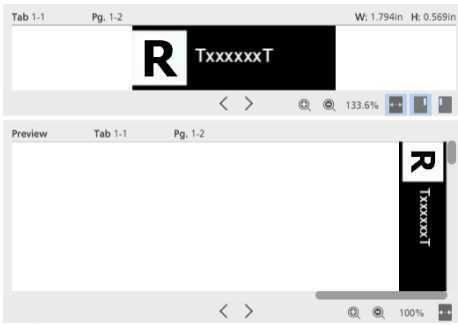 Tab 1-1 Pg. 1-2 W: 1.794in H: 0.569in
R TxxxxxxT
133.6%
Preview Tab 1-1 Pg. 1-2
R TxxxxxxT
100%